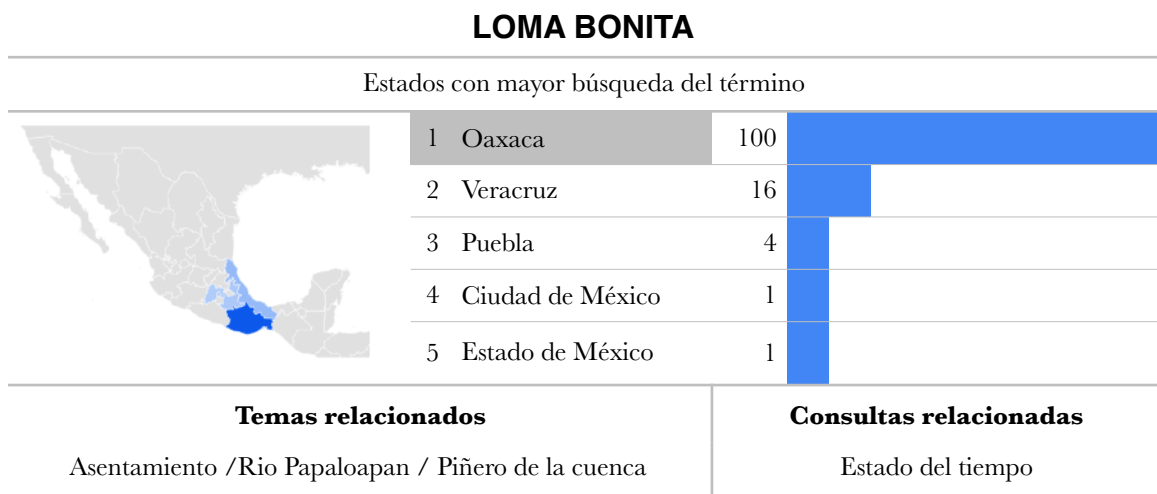 LOMA BONITA
Estados con mayor búsqueda del término
1 Oaxaca 100
2 Veracruz 16
3 Puebla 4
4 Ciudad de México 1
5 Estado de México 1
Temas relacionados
Asentamiento /Rio Papaloapan / Piñero de la cuenca
Consultas relacionadas
Estado del tiempo